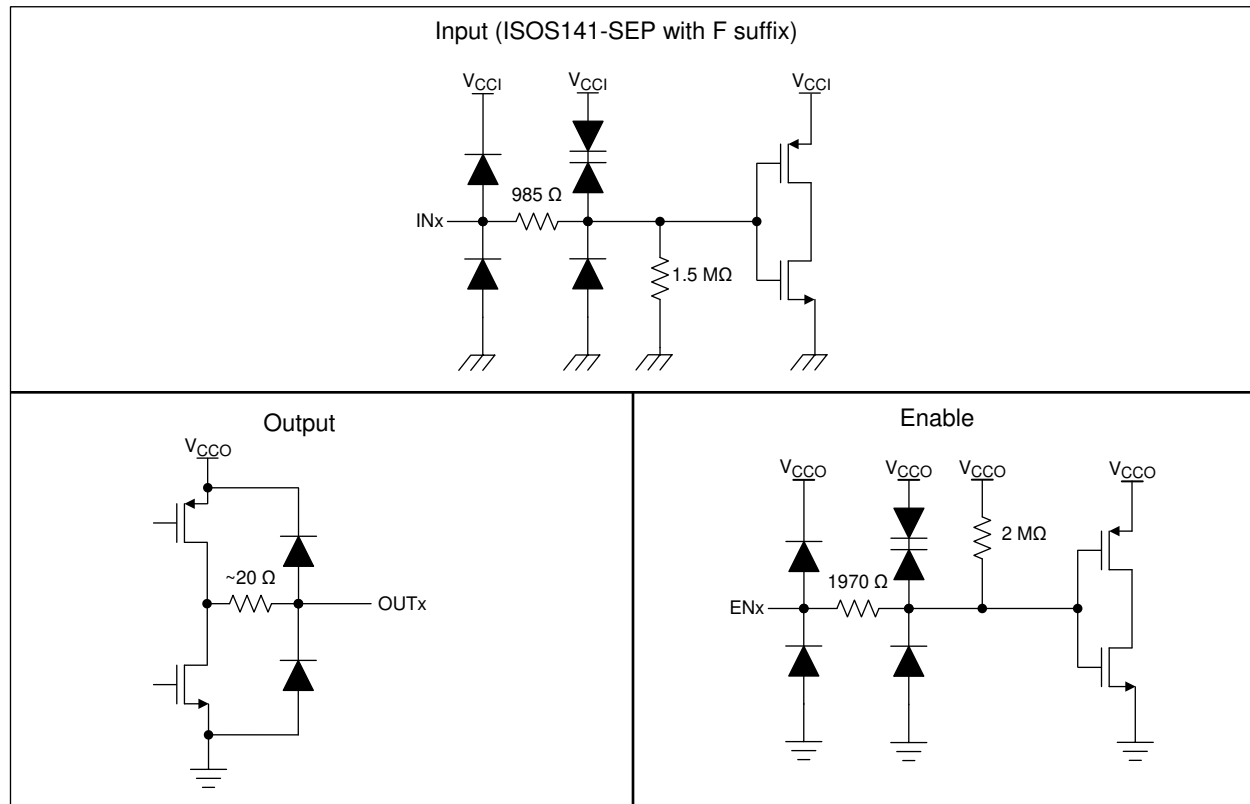 Input (ISOS141-SEP with F suffix)
VCCI VCCI VCCI
985 Ω
INx
1.5 MΩ
Output
VCCO
~20 Ω
OUTx
Enable
VCCO VCCO VCCO VCCO
2 MΩ
1970 Ω
ENx